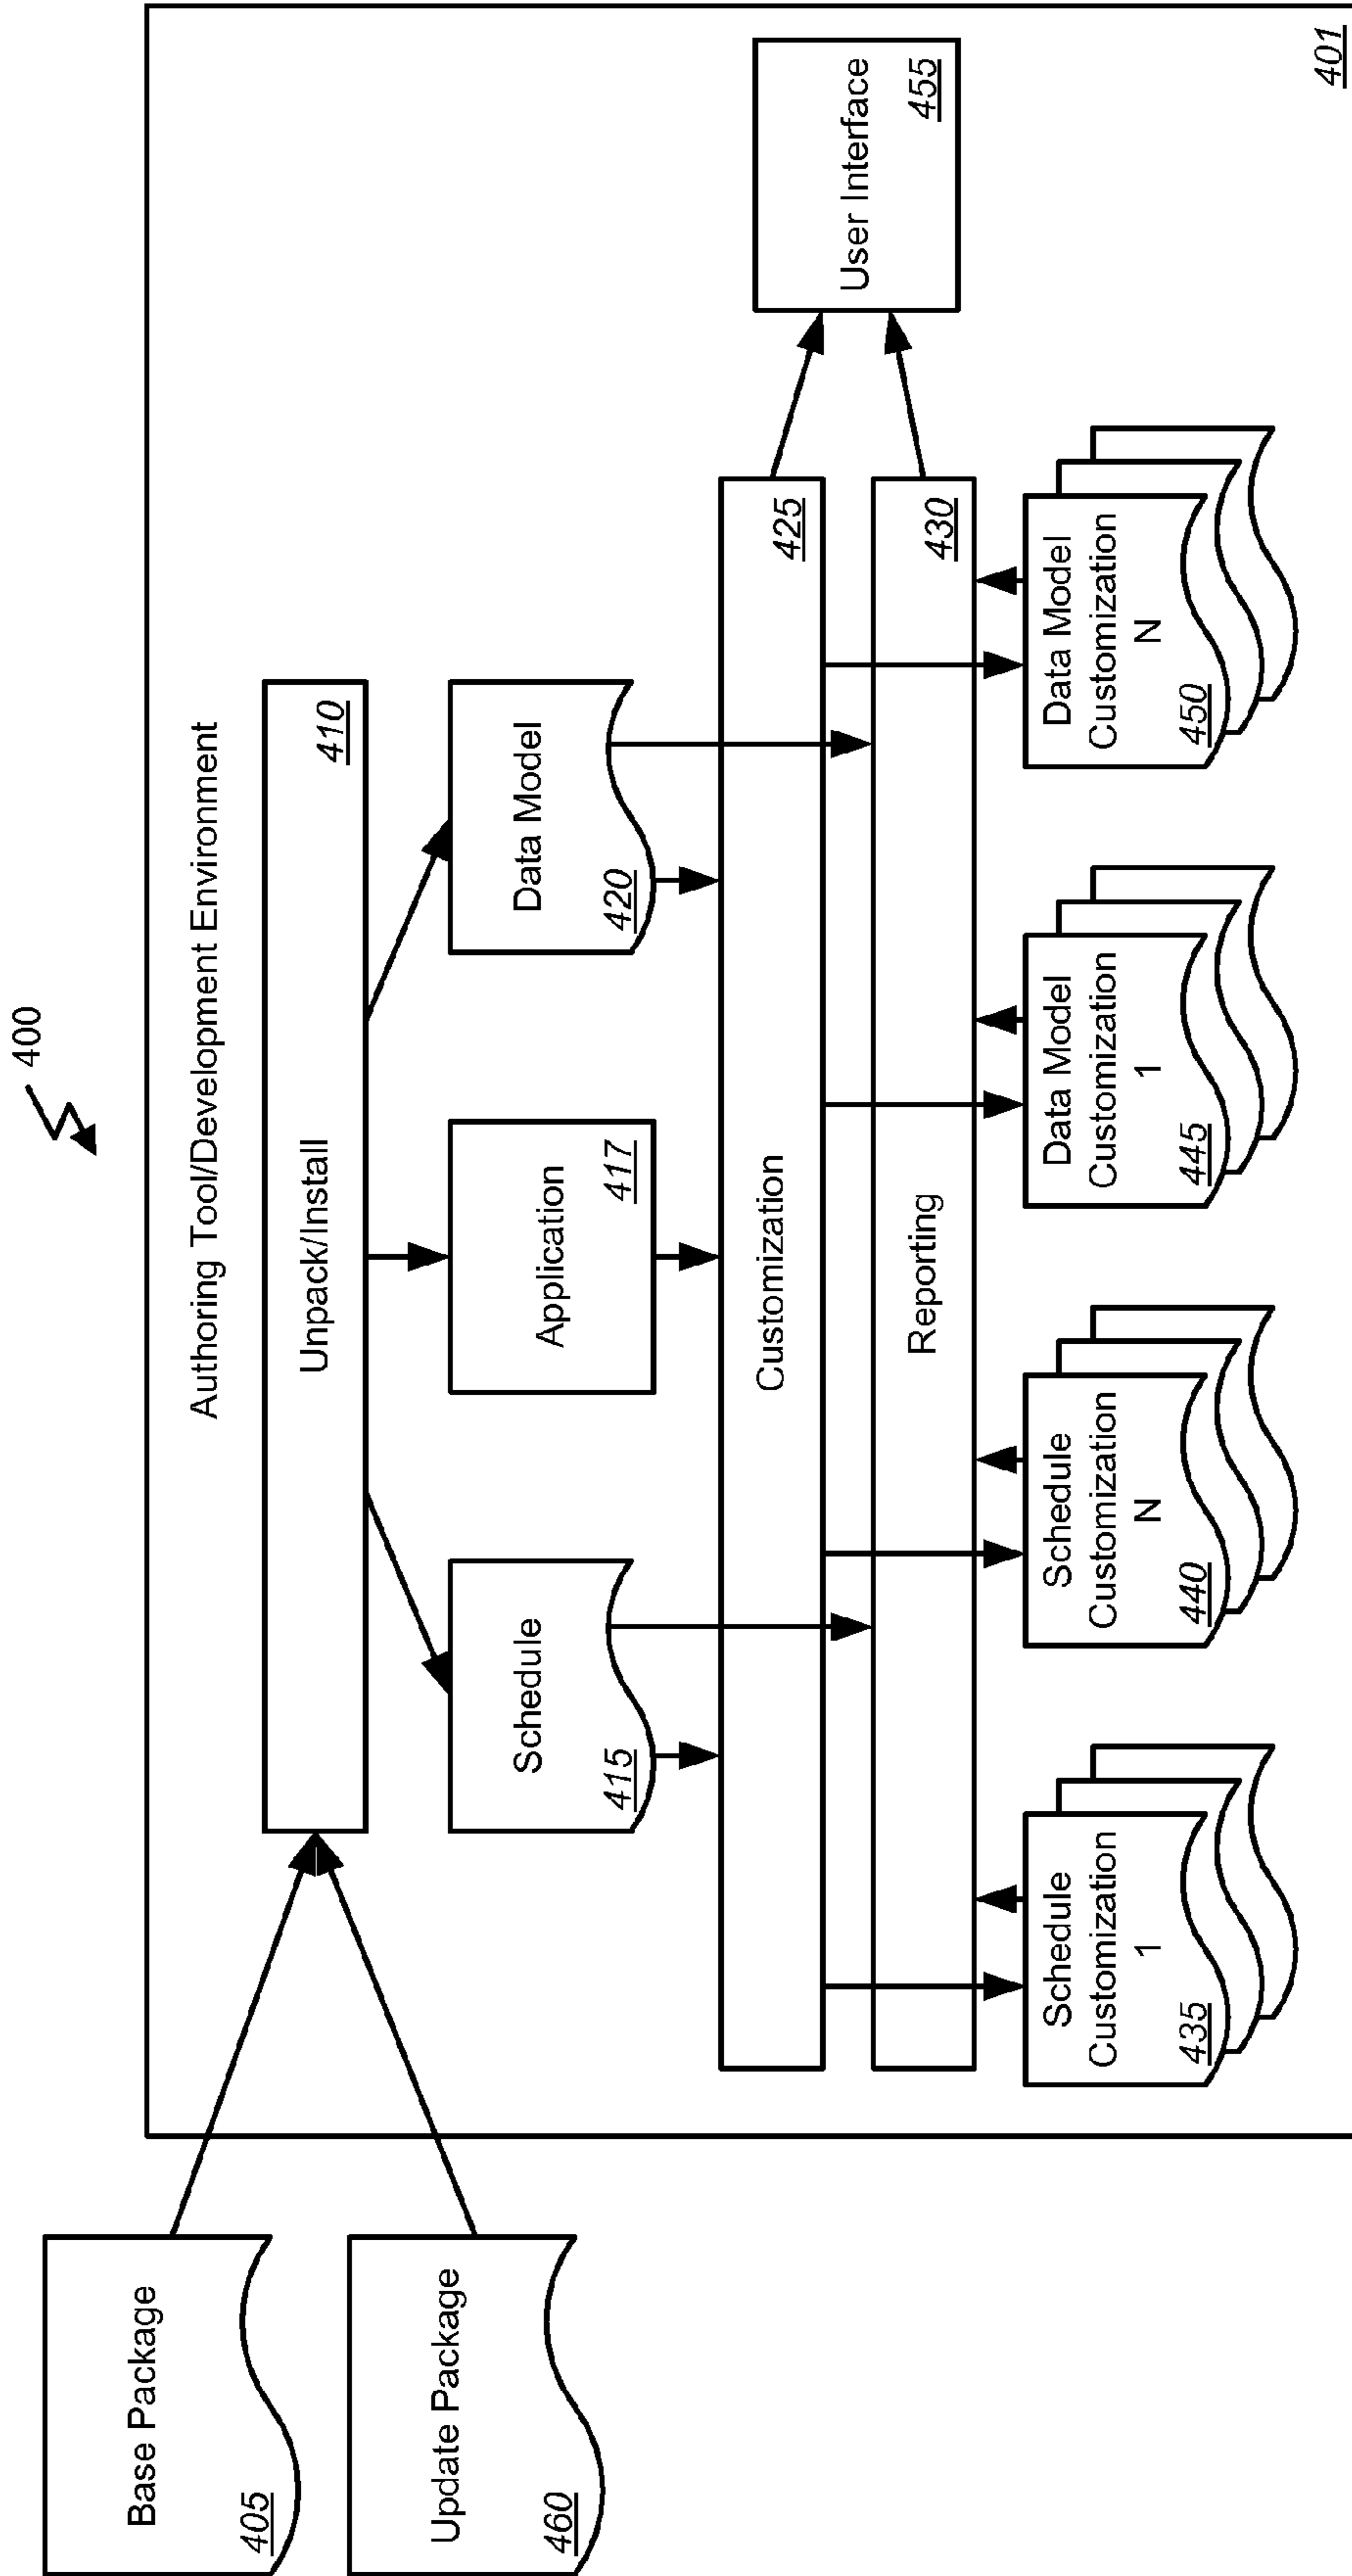 400
Authoring Tool/Development Environment
Base Package
405
Update Package
460
Unpack/Install
410
Schedule
415
Application
417
Data Model
420
Customization
425
Reporting
430
User Interface
455
Schedule
Customization
1
435
Schedule
Customization
N
440
Data Model
Customization
1
445
Data Model
Customization
N
450
401